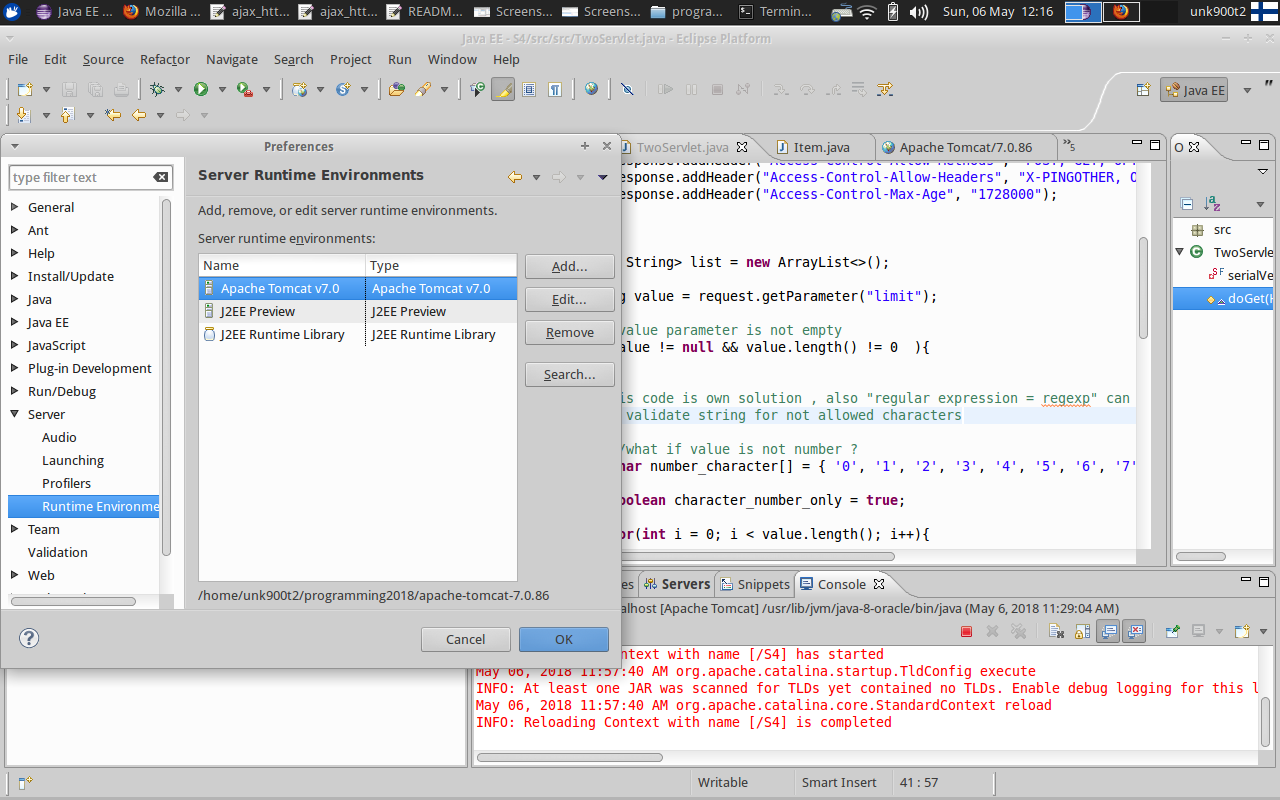 Java EE ...
Mozilla ...
ajax_htt...
ajax_htt...
READM...
Screens...
Screens...
progra...
Termin...
Sun, 06 May 12:16
unk900t2
Java EE - S4/src/src/TwoServlet.java - Eclipse Platform
File Edit Source Refactor Navigate Search Project Run Window Help
Java EE
Preferences
type filter text
General
Ant
Help
Install/Update
Java
Java EE
JavaScript
Plug-in Development
Run/Debug
Server
Audio
Launching
Profilers
Runtime Environme
Team
Validation
Web
Server Runtime Environments
Add, remove, or edit server runtime environments.
Server runtime environments:
Name Type
Apache Tomcat v7.0 Apache Tomcat v7.0
J2EE Preview J2EE Preview
J2EE Runtime Library J2EE Runtime Library
Add...
Edit...
Remove
Search...
/home/unk900t2/programming2018/apache-tomcat-7.0.86
Cancel
OK
TwoServlet.java
Item.java
Apache Tomcat/7.0.86
5
esponse.addHeader("Access-Control-Allow-Headers", "X-PINGOTHER, O
esponse.addHeader("Access-Control-Max-Age", "1728000");
String> list = new ArrayList<>();
g value = request.getParameter("limit");
value parameter is not empty
alue != null && value.length() != 0 ){
is code is own solution , also "regular expression = regexp" can
validate string for not allowed characters
/what if value is not number ?
har number_character[] = { '0', '1', '2', '3', '4', '5', '6', '7'
oolean character_number_only = true;
or(int i = 0; i < value.length(); i++){
O
src
TwoServle
serialVe
doGet(H
es
Servers
Snippets
Console
alhost [Apache Tomcat] /usr/lib/jvm/java-8-oracle/bin/java (May 6, 2018 11:29:04 AM)
ntext with name [/S4] has started
May 06, 2018 11:57:40 AM org.apache.catalina.startup.TldConfig execute
INFO: At least one JAR was scanned for TLDs yet contained no TLDs. Enable debug logging for this l
May 06, 2018 11:57:40 AM org.apache.catalina.core.StandardContext reload
INFO: Reloading Context with name [/S4] is completed
Writable
Smart Insert
41 : 57